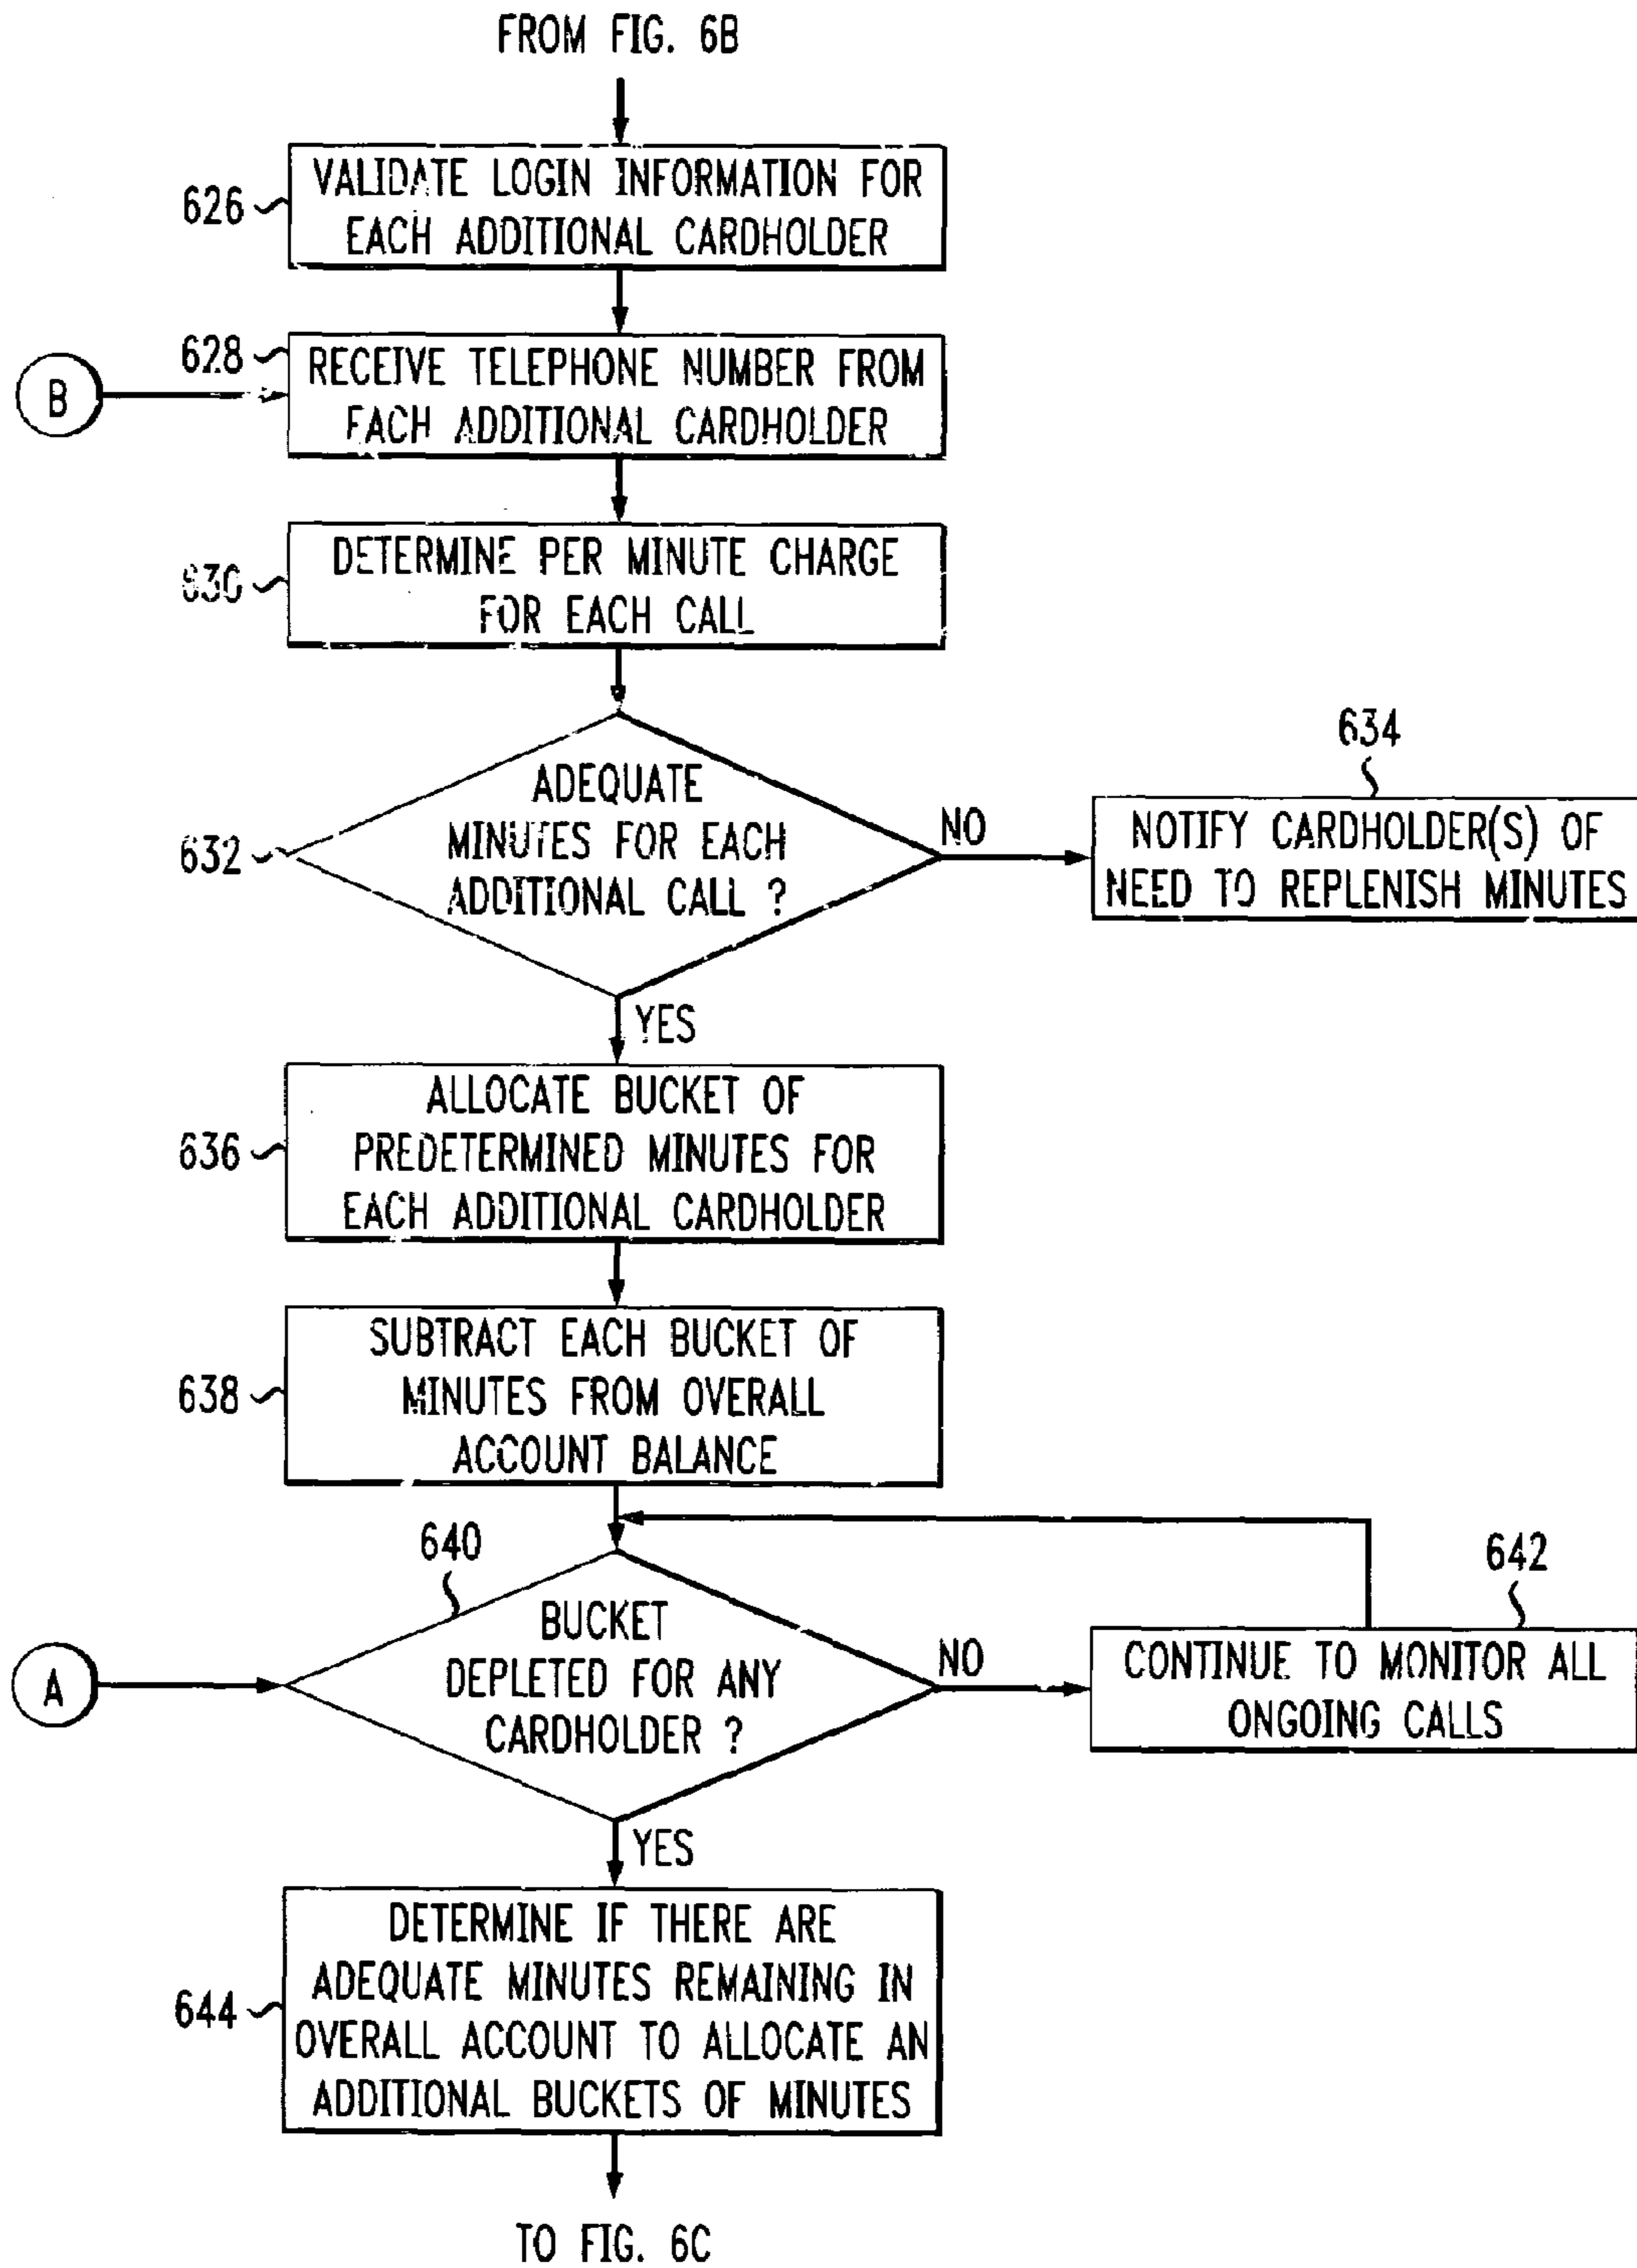 FROM FIG. 6B
626
VALIDATE LOGIN INFORMATION FOR
EACH ADDITIONAL CARDHOLDER
B
628
RECEIVE TELEPHONE NUMBER FROM
EACH ADDITIONAL CARDHOLDER
630
DETERMINE PER MINUTE CHARGE
FOR EACH CALL
632
ADEQUATE
MINUTES FOR EACH
ADDITIONAL CALL ?
NO
634
NOTIFY CARDHOLDER(S) OF
NEED TO REPLENISH MINUTES
YES
636
ALLOCATE BUCKET OF
PREDETERMINED MINUTES FOR
EACH ADDITIONAL CARDHOLDER
638
SUBTRACT EACH BUCKET OF
MINUTES FROM OVERALL
ACCOUNT BALANCE
A
640
BUCKET
DEPLETED FOR ANY
CARDHOLDER ?
NO
642
CONTINUE TO MONITOR ALL
ONGOING CALLS
YES
644
DETERMINE IF THERE ARE
ADEQUATE MINUTES REMAINING IN
OVERALL ACCOUNT TO ALLOCATE AN
ADDITIONAL BUCKETS OF MINUTES
TO FIG. 6C